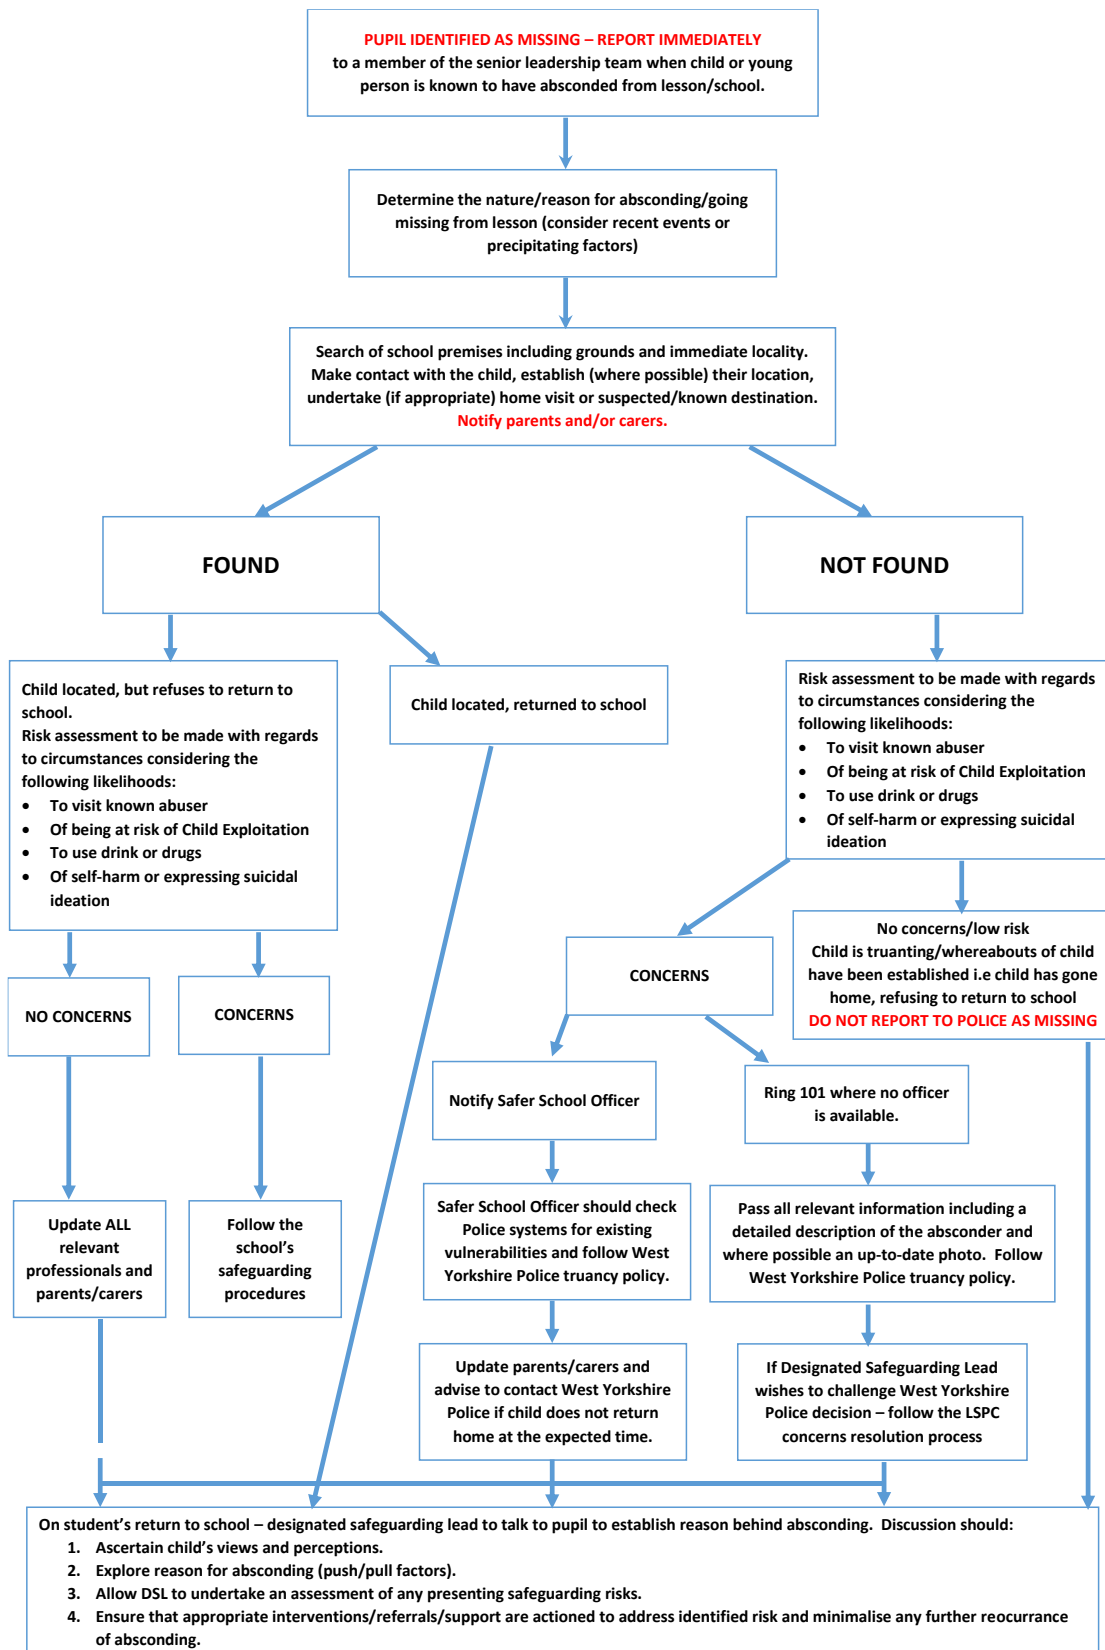 PUPIL IDENTIFIED AS MISSING – REPORT IMMEDIATELY
to a member of the senior leadership team when child or young
person is known to have absconded from lesson/school.
Determine the nature/reason for absconding/going
missing from lesson (consider recent events or
precipitating factors)
Search of school premises including grounds and immediate locality.
Make contact with the child, establish (where possible) their location,
undertake (if appropriate) home visit or suspected/known destination.
Notify parents and/or carers.
FOUND
NOT FOUND
Child located, but refuses to return to
school.
Risk assessment to be made with regards
to circumstances considering the
following likelihoods:
• To visit known abuser
• Of being at risk of Child Exploitation
• To use drink or drugs
• Of self-harm or expressing suicidal
ideation
Child located, returned to school
Risk assessment to be made with regards
to circumstances considering the
following likelihoods:
• To visit known abuser
• Of being at risk of Child Exploitation
• To use drink or drugs
• Of self-harm or expressing suicidal
ideation
NO CONCERNS
CONCERNS
CONCERNS
No concerns/low risk
Child is truanting/whereabouts of child
have been established i.e child has gone
home, refusing to return to school
DO NOT REPORT TO POLICE AS MISSING
Notify Safer School Officer
Ring 101 where no officer
is available.
Update ALL
relevant
professionals and
parents/carers
Follow the
school's
safeguarding
procedures
Safer School Officer should check
Police systems for existing
vulnerabilities and follow West
Yorkshire Police truancy policy.
Pass all relevant information including a
detailed description of the absconder and
where possible an up-to-date photo. Follow
West Yorkshire Police truancy policy.
Update parents/carers and
advise to contact West Yorkshire
Police if child does not return
home at the expected time.
If Designated Safeguarding Lead
wishes to challenge West Yorkshire
Police decision – follow the LSPC
concerns resolution process
On student's return to school – designated safeguarding lead to talk to pupil to establish reason behind absconding. Discussion should:
1. Ascertain child's views and perceptions.
2. Explore reason for absconding (push/pull factors).
3. Allow DSL to undertake an assessment of any presenting safeguarding risks.
4. Ensure that appropriate interventions/referrals/support are actioned to address identified risk and minimalise any further reocurrance
of absconding.